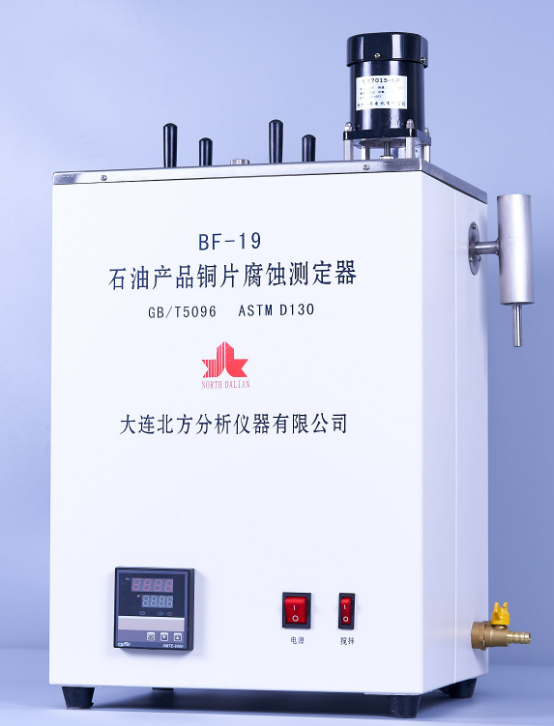 BF-19
石油产品铜片腐蚀测定器
GB/T5096 ASTM D130
NORTH DALIAN
大连北方分析仪器有限公司
电源
搅拌